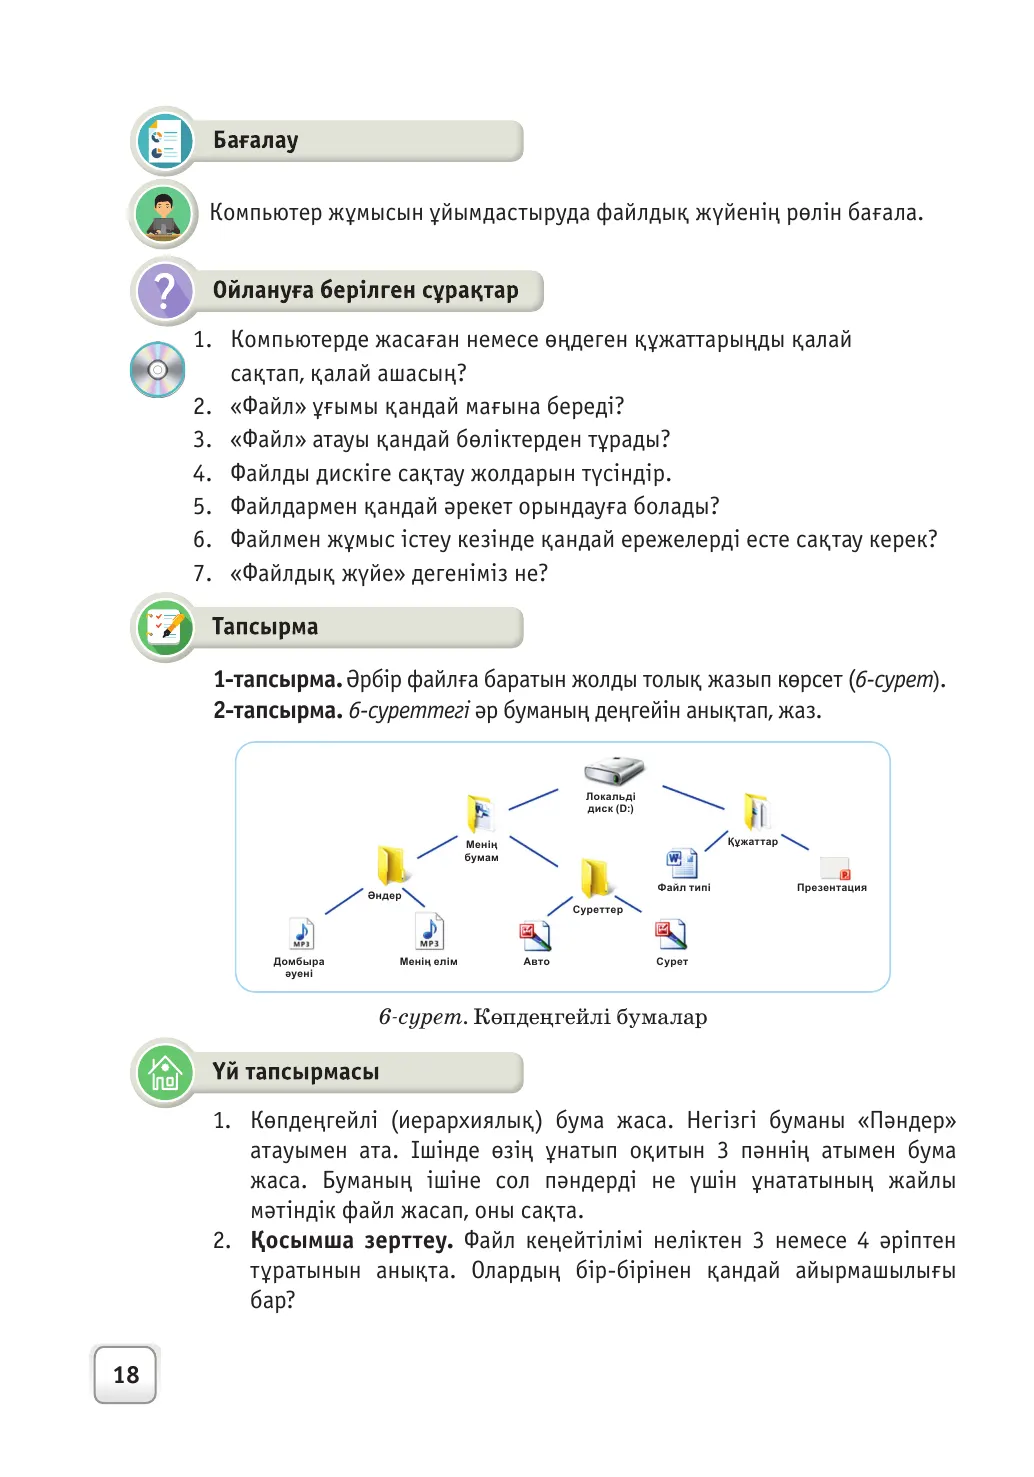 Бағалау
Компьютер жұмысын ұйымдастыруда файлдық жүйенің рөлін бағала.
Ойлануға берілген сұрақтар
1. Компьютерде жасаған немесе өңдеген құжаттарыңды қалай
сақтап, қалай ашасың?
2. «Файл» ұғымы қандай мағына береді?
3. «Файл» атауы қандай бөліктерден тұрады?
4. Файлды дискіге сақтау жолдарын түсіндір.
5. Файлдармен қандай әрекет орындауға болады?
6. Файлмен жұмыс істеу кезінде қандай ережелерді есте сақтау керек?
7. «Файлдық жүйе» дегеніміз не?
Тапсырма
1-тапсырма. Әрбір файлға баратын жолды толық жазып көрсет (6-сурет).
2-тапсырма. 6-суреттегі әр буманың деңгейін анықтап, жаз.
Локальді
диск (D:)
Менің
бумам
Құжаттар
Әндер
Суреттер
Файл типі
Презентация
MP3
MP3
Домбыра
әуені
Менің елім
Авто
Сурет
6-сурет. Көпдеңгейлі бумалар
Үй тапсырмасы
1. Көпдеңгейлі (иерархиялық) бума жаса. Негізгі буманы «Пәндер»
атауымен ата. Ішінде өзің ұнатып оқитын 3 пәннің атымен бума
жаса. Буманың ішіне сол пәндерді не үшін ұнататының жайлы
мәтіндік файл жасап, оны сақта.
2. Қосымша зерттеу. Файл кеңейтілімі неліктен 3 немесе 4 әріптен
тұратынын анықта. Олардың бір-бірінен қандай айырмашылығы
бар?
18